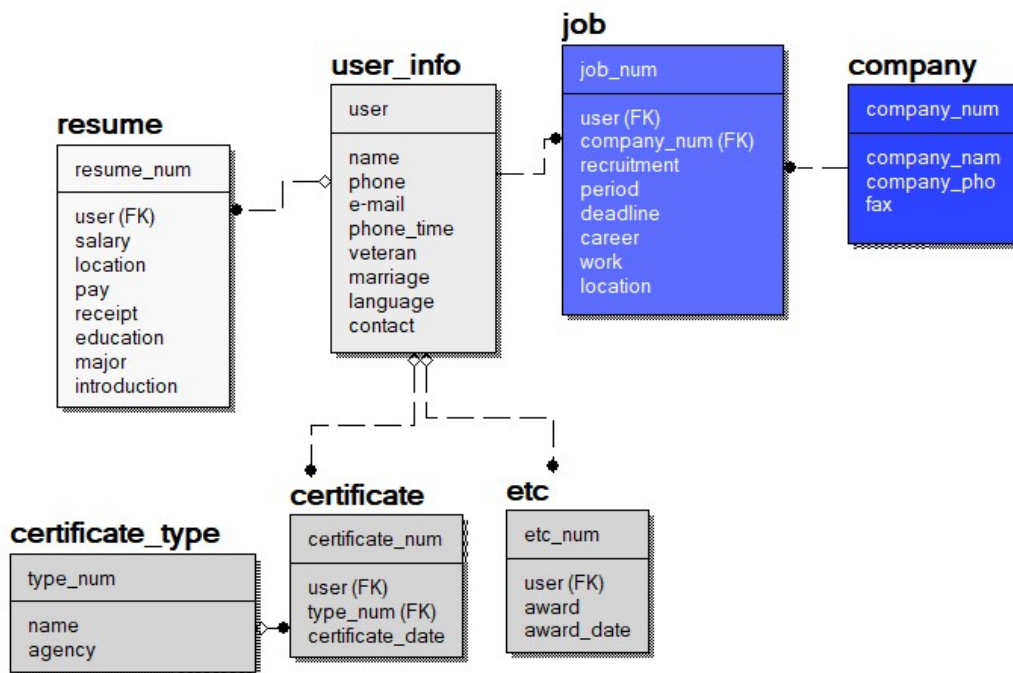 job
job_num
user (FK)
company_num (FK)
recruitment
period
deadline
career
work
location
user_info
user
name
phone
e-mail
phone_time
veteran
marriage
language
contact
company
company_num
company_nam
company_pho
fax
resume
resume_num
user (FK)
salary
location
pay
receipt
education
major
introduction
certificate
certificate_num
user (FK)
type_num (FK)
certificate_date
etc
etc_num
user (FK)
award
award_date
certificate_type
type_num
name
agency